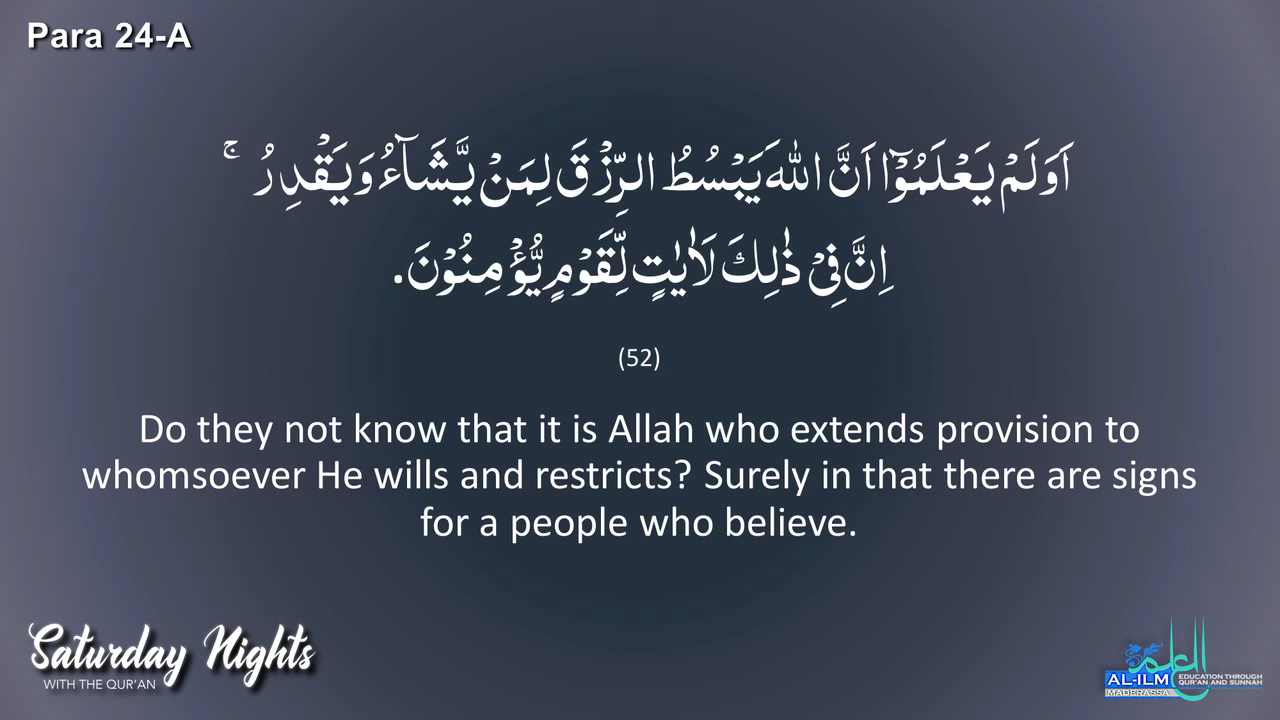 Para 24-A
اَوَلَمْ يَعْلَمُوْۤا اَنَّ اللّٰهَ يَبْسُطُ الرِّزْقَ لِمَنْ يَّشَآءُ وَيَقْدِرُ ۚ
اِنَّ فِيْ ذٰلِكَ لَاٰيٰتٍ لِّقَوْمٍ يُّؤْمِنُوْنَ.
(52)
Do they not know that it is Allah who extends provision to
whomsoever He wills and restricts? Surely in that there are signs
for a people who believe.
Saturday Nights
WITH THE QUR'AN
العلم
AL-ILM
MADERASSA
EDUCATION THROUGH
QUR'AN AND SUNNAH